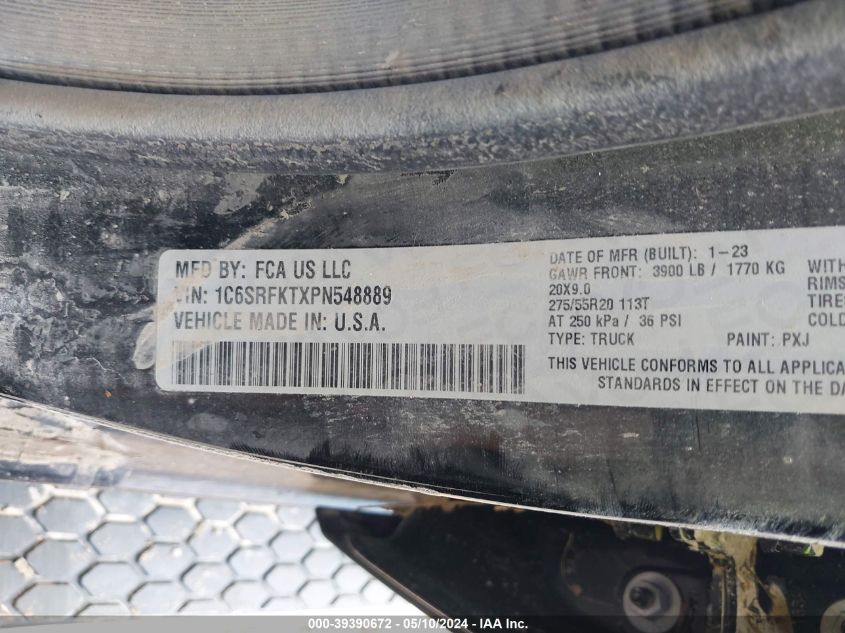 MFD BY: FCA US LLC
VIN: 1C6SRFKTXPN548889
VEHICLE MADE IN: U.S.A.
DATE OF MFR (BUILT): 1-23
GAWR FRONT: 3900 LB / 1770 KG
20X9.0
275/55R20 113T
AT 250 kPa / 36 PSI
TYPE: TRUCK PAINT: PXJ
THIS VEHICLE CONFORMS TO ALL APPLICA
STANDARDS IN EFFECT ON THE DA
WITH
RIMS
TIRE
COLD
000-39390672 - 05/10/2024 - IAA Inc.